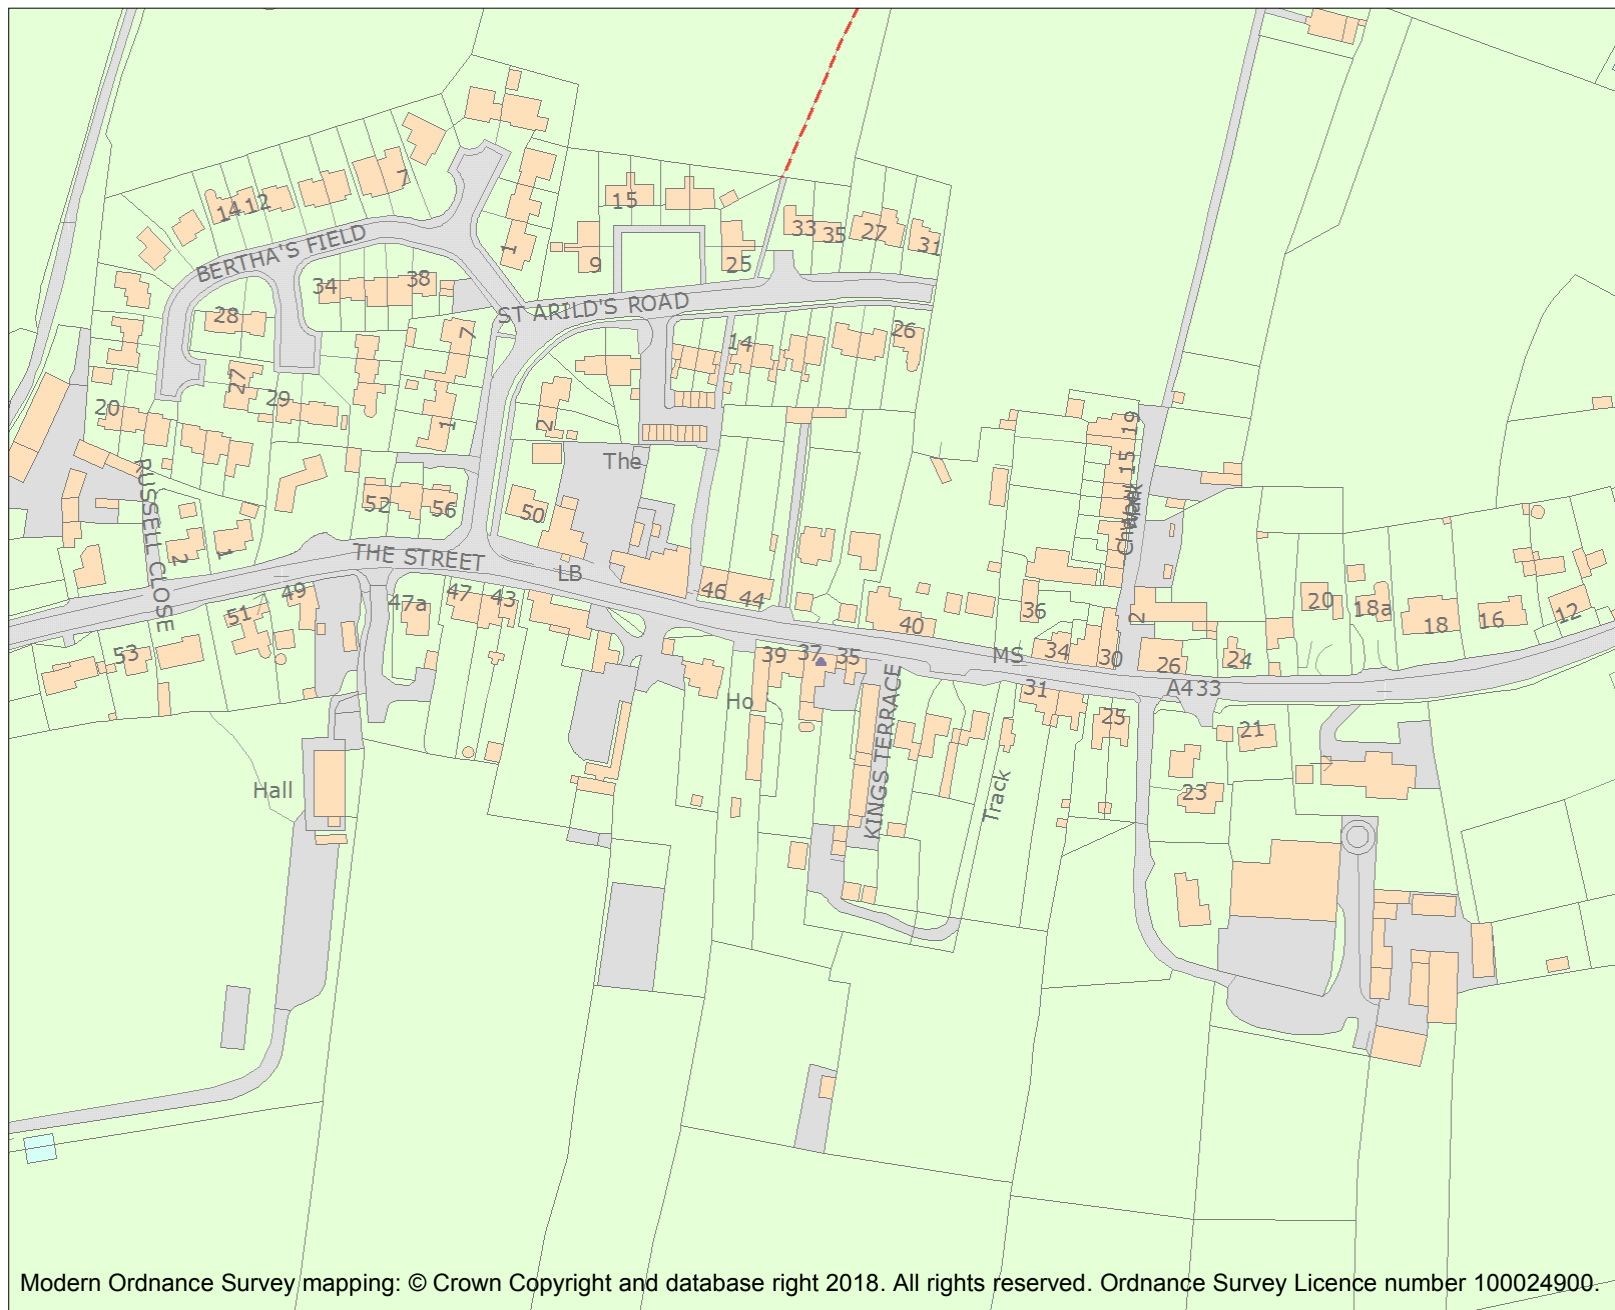 7
14 12
15
1
BERTHA'S FIELD
33 35 27 31
9
25
34 38
ST ARILD'S ROAD
28
7
14
26
27
29
20
1
2
19
The
15
RUSSELL CLOSE
52 56
50
Walk
2 1
THE STREET
LB
49
47a
47 43
46 44
51
40
36
2
20
18a
18
16
12
53
39 37 35
MS
34 30
26
24
31
A433
Ho
KINGS TERRACE
25
21
Hall
Track
23
Modern Ordnance Survey mapping: © Crown Copyright and database right 2018. All rights reserved. Ordnance Survey Licence number 100024900.